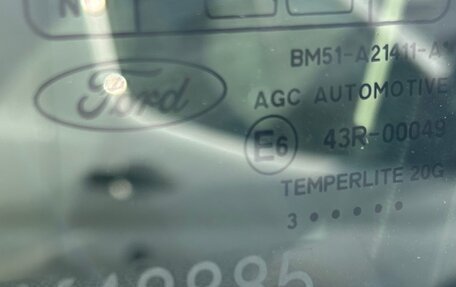 N
BM51-A21411-A
Ford
AGC AUTOMOTIVE
E6
43R-00049
TEMPERLITE 20G
3 • • • • •